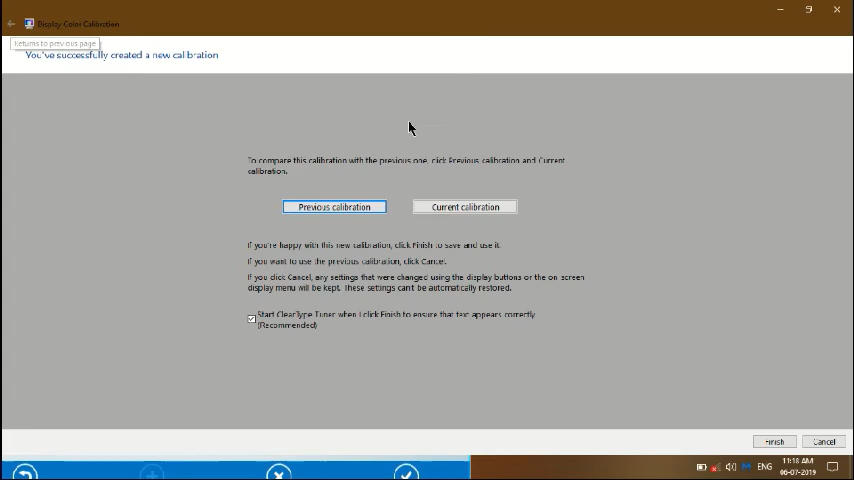 Display Color Calibration
Returns to previous page
You've successfully created a new calibration
To compare this calibration with the previous one, click Previous calibration and Current
calibration.
Previous calibration
Current calibration
If you're happy with this new calibration, click Finish to save and use it.
If you want to use the previous calibration, click Cancel.
If you click Cancel, any settings that were changed using the display buttons or the on-screen
display menu will be kept. These settings can't be automatically restored.
Start ClearType Tuner when I click Finish to ensure that text appears correctly
(Recommended)
Finish
Cancel
ENG
11:18 AM
06-07-2019